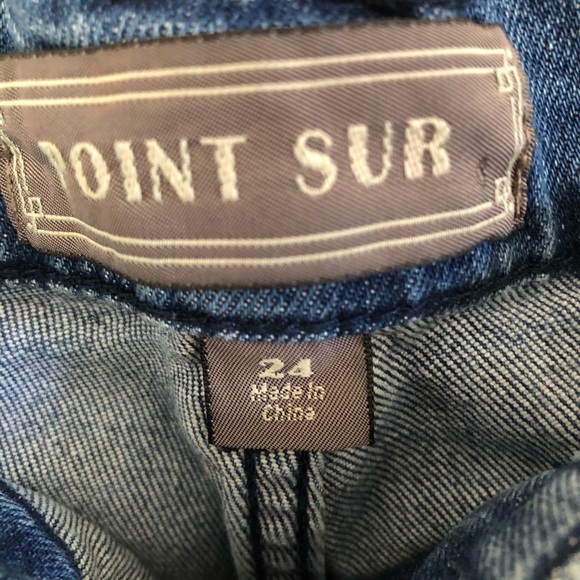 POINT SUR
24
Made in
China